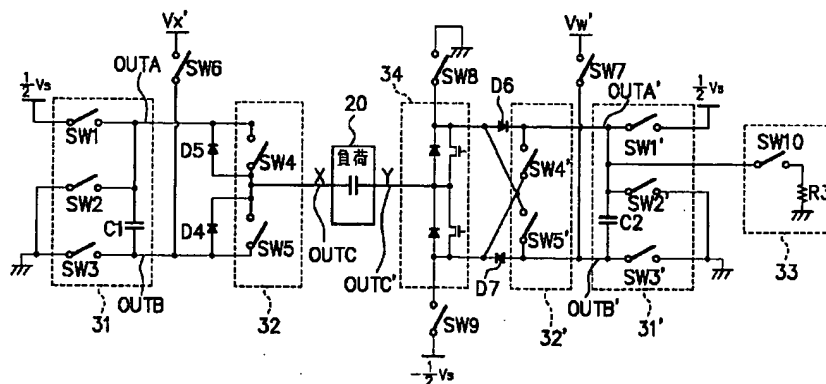 Vx'
Vw'
OUTA
SW6
34
SW8
D6
SW7
OUTA'
½Vs
½Vs
SW1
D5
SW4
20
負荷
SW4'
SW1'
SW10
SW2
X
Y
SW2'
R3
C1
D4
SW5
SW5'
C2
SW3
OUTC
OUTC'
D7
SW3'
33
31
OUTB
32
SW9
32'
OUTB'
31'
-½Vs